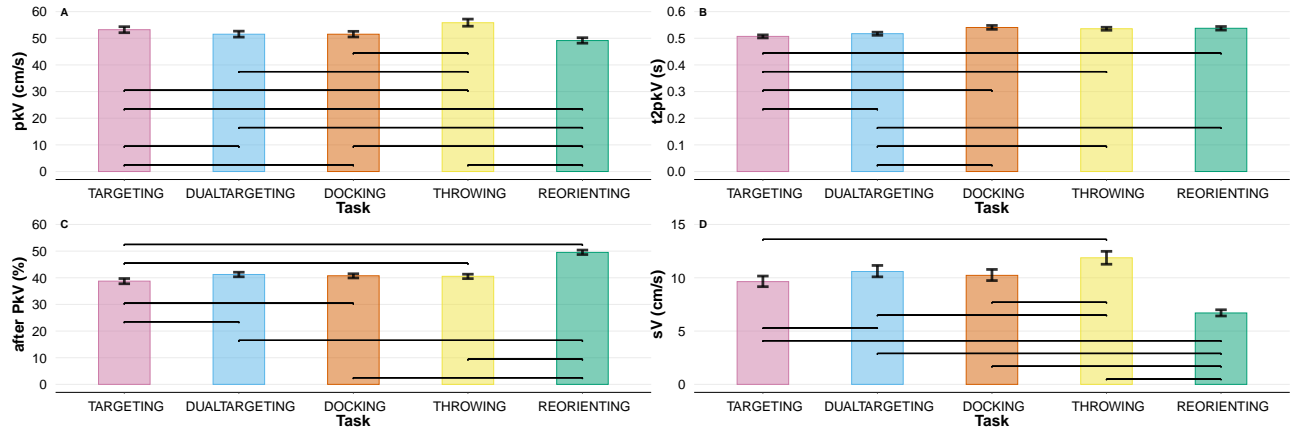 A
pkV (cm/s)
60
50
40
30
20
10
0
TARGETING DUALTARGETING DOCKING THROWING REORIENTING
Task
B
t2pkV (s)
0.6
0.5
0.4
0.3
0.2
0.1
0.0
TARGETING DUALTARGETING DOCKING THROWING REORIENTING
Task
C
after PkV (%)
60
50
40
30
20
10
0
TARGETING DUALTARGETING DOCKING THROWING REORIENTING
Task
D
sV (cm/s)
15
10
5
0
TARGETING DUALTARGETING DOCKING THROWING REORIENTING
Task